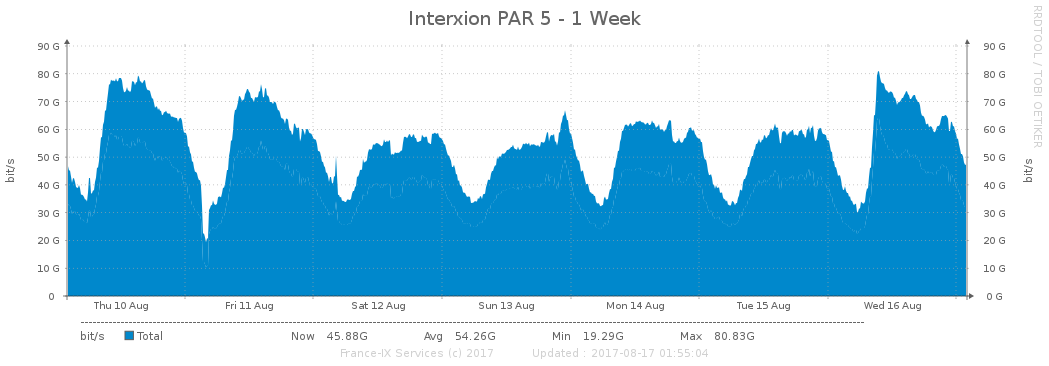 Interxion PAR 5 - 1 Week
RRDTOOL / TOBI OETIKER
90 G 90 G
80 G 80 G
70 G 70 G
60 G 60 G
50 G 50 G
40 G 40 G
30 G 30 G
20 G 20 G
10 G 10 G
0 0 G
bit/s bit/s
Thu 10 Aug Fri 11 Aug Sat 12 Aug Sun 13 Aug Mon 14 Aug Tue 15 Aug Wed 16 Aug
bit/s Total Now 45.88G Avg 54.26G Min 19.29G Max 80.83G
France-IX Services (c) 2017 Updated : 2017-08-17 01:55:04